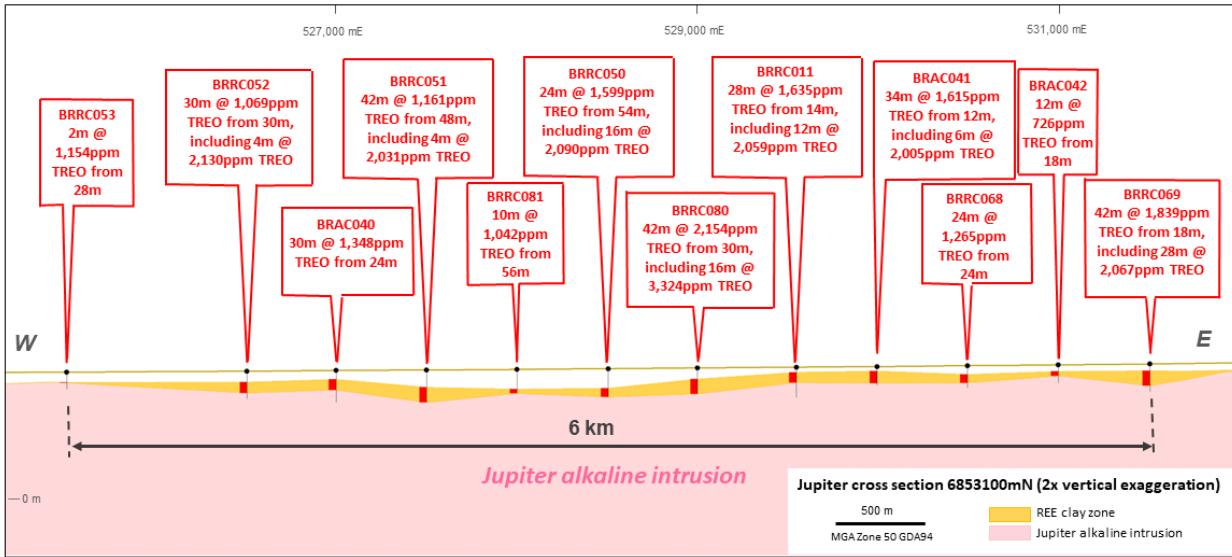 527,000 mE
529,000 mE
531,000 mE
BRRC053
2m @
1,154ppm
TREO from
28m
BRRC052
30m @ 1,069ppm
TREO from 30m,
including 4m @
2,130ppm TREO
BRAC040
30m @ 1,348ppm
TREO from 24m
BRRC051
42m @ 1,161ppm
TREO from 48m,
including 4m @
2,031ppm TREO
BRRC081
10m @
1,042ppm
TREO from
56m
BRRC050
24m @ 1,599ppm
TREO from 54m,
including 16m @
2,090ppm TREO
BRRC080
42m @ 2,154ppm
TREO from 30m,
including 16m @
3,324ppm TREO
BRRC011
28m @ 1,635ppm
TREO from 14m,
including 12m @
2,059ppm TREO
BRAC041
34m @ 1,615ppm
TREO from 12m,
including 6m @
2,005ppm TREO
BRRC068
24m @
1,265ppm
TREO from
24m
BRAC042
12m @
726ppm
TREO from
18m
BRRC069
42m @ 1,839ppm
TREO from 18m,
including 28m @
2,067ppm TREO
W
E
6 km
Jupiter alkaline intrusion
0 m
Jupiter cross section 6853100mN (2x vertical exaggeration)
500 m
MGA Zone 50 GDA94
REE clay zone
Jupiter alkaline intrusion